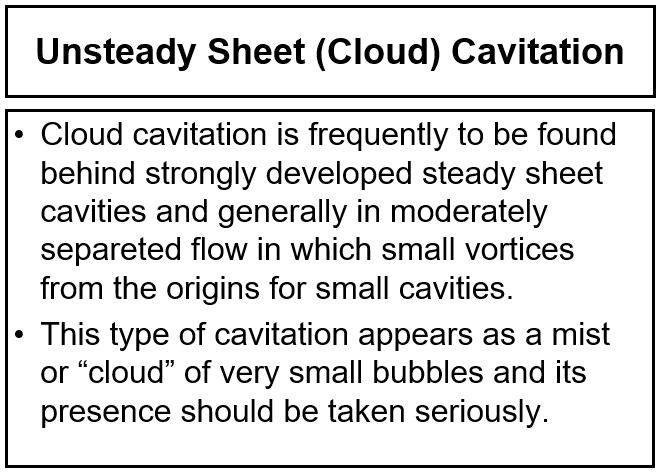 Unsteady Sheet (Cloud) Cavitation
• Cloud cavitation is frequently to be found
behind strongly developed steady sheet
cavities and generally in moderately
separeted flow in which small vortices
from the origins for small cavities.
• This type of cavitation appears as a mist
or “cloud” of very small bubbles and its
presence should be taken seriously.